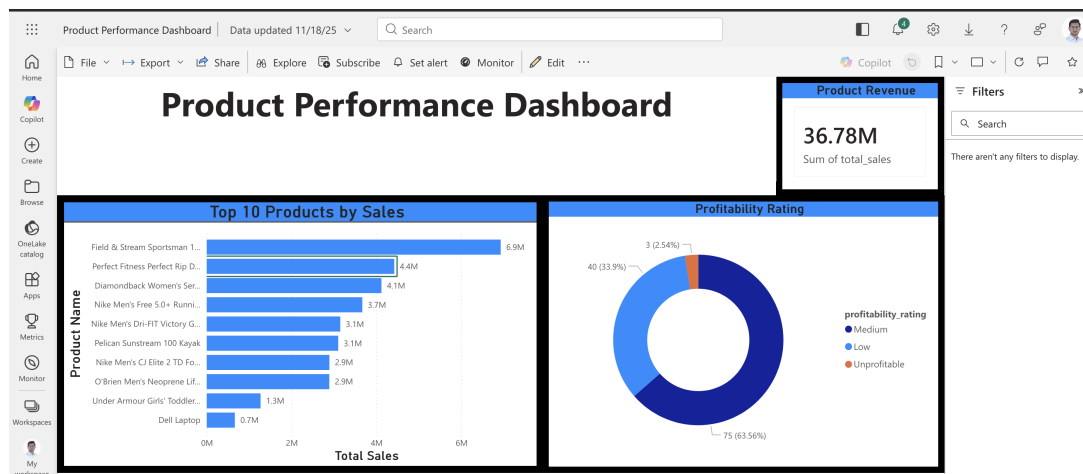 Product Performance Dashboard | Data updated 11/18/25
Search
4
?
Home
Copilot
Create
Browse
OneLake
catalog
Apps
Metrics
Monitor
Workspaces
My
workspace
File
Export
Share
Explore
Subscribe
Set alert
Monitor
Edit
...
Copilot
Product Performance Dashboard
Product Revenue
36.78M
Sum of total_sales
Filters
»
Search
There aren't any filters to display.
Top 10 Products by Sales
Product Name
Field & Stream Sportsman 1... 6.9M
Perfect Fitness Perfect Rip D... 4.4M
Diamondback Women's Ser... 4.1M
Nike Men's Free 5.0+ Runni... 3.7M
Nike Men's Dri-FIT Victory G... 3.1M
Pelican Sunstream 100 Kayak 3.1M
Nike Men's CJ Elite 2 TD Fo... 2.9M
O'Brien Men's Neoprene Lif... 2.9M
Under Armour Girls' Toddler... 1.3M
Dell Laptop 0.7M
0M 2M 4M 6M
Total Sales
Profitability Rating
3 (2.54%)
40 (33.9%)
75 (63.56%)
profitability_rating
Medium
Low
Unprofitable